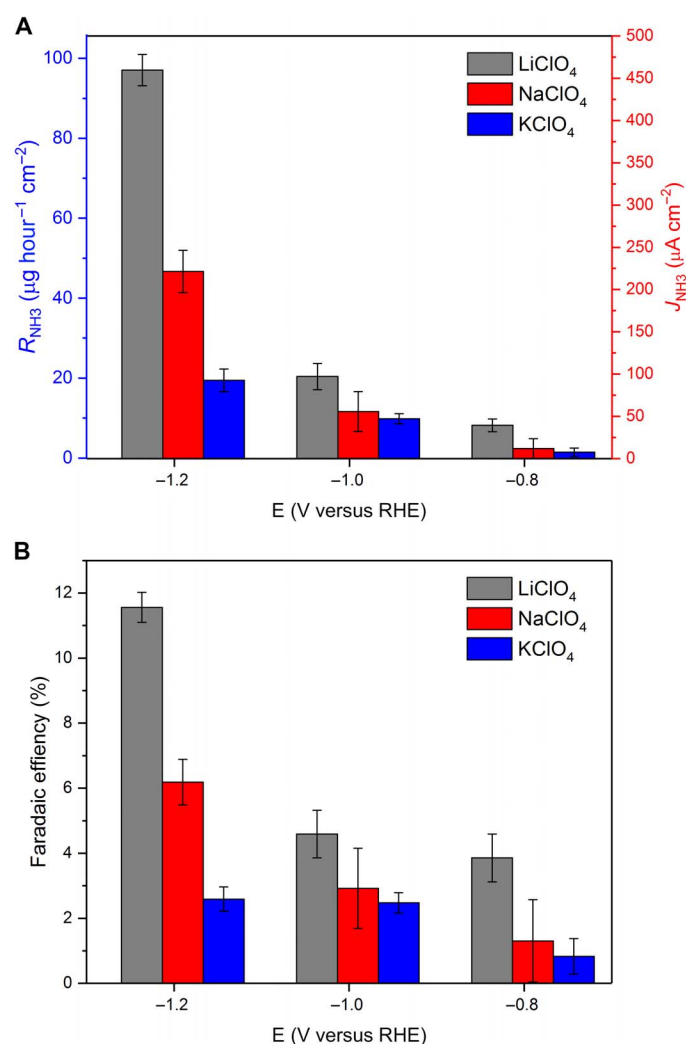 A
100
80
60
40
20
0
R_NH3 (μg hour⁻¹ cm⁻²)
LiClO₄
NaClO₄
KClO₄
500
450
400
350
300
250
200
150
100
50
0
J_NH3 (μA cm⁻²)
−1.2 −1.0 −0.8
E (V versus RHE)
B
12
10
8
6
4
2
0
Faradaic effiency (%)
LiClO₄
NaClO₄
KClO₄
−1.2 −1.0 −0.8
E (V versus RHE)